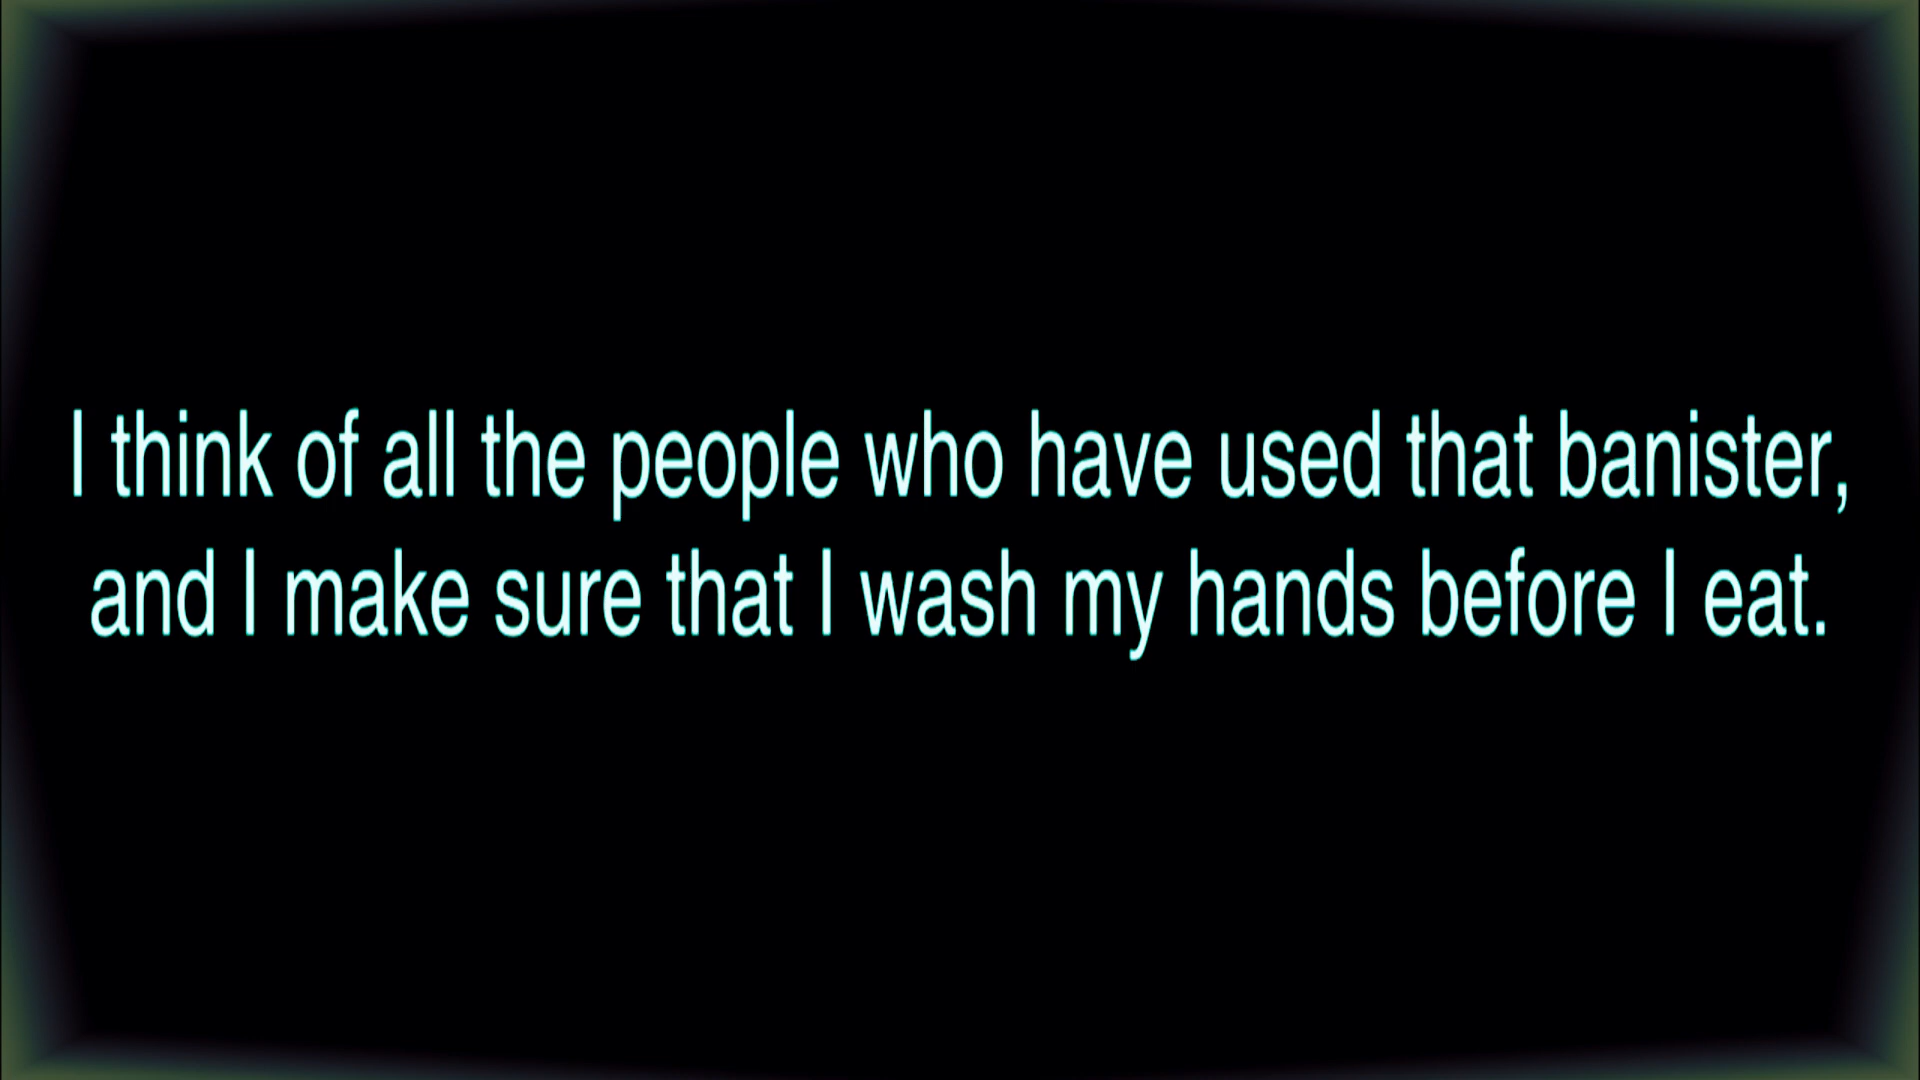 I think of all the people who have used that banister,
and I make sure that I wash my hands before I eat.